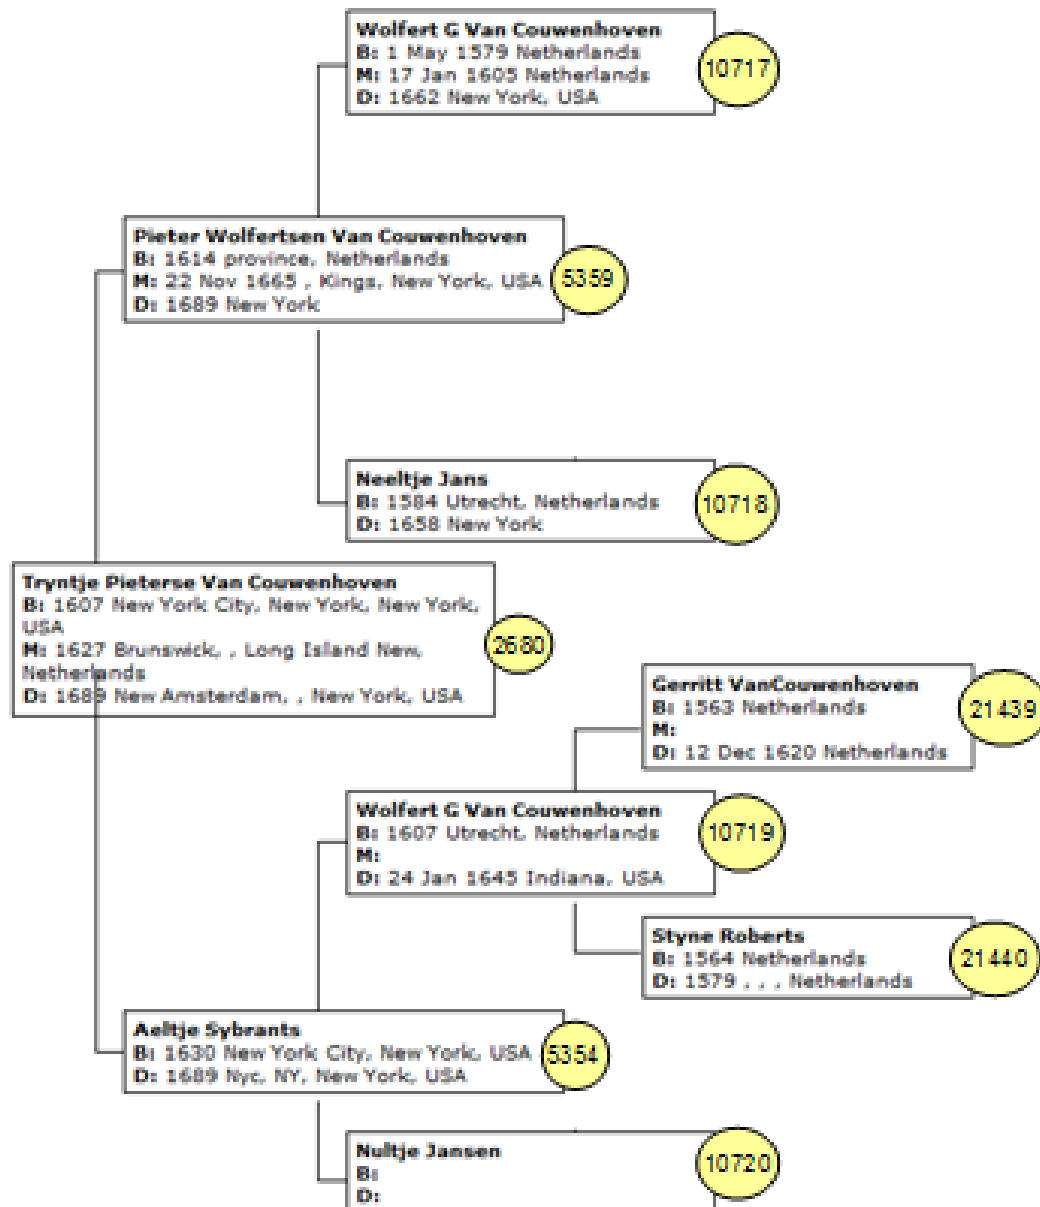 Wolfert G Van Couwenhoven
B: 1 May 1579 Netherlands
M: 17 Jan 1605 Netherlands
D: 1662 New York, USA
10717
Pieter Wolfertsen Van Couwenhoven
B: 1614 province, Netherlands
M: 22 Nov 1665 , Kings, New York, USA
D: 1689 New York
5359
Neeltje Jans
B: 1584 Utrecht, Netherlands
D: 1658 New York
10718
Tryntje Pieterse Van Couwenhoven
B: 1607 New York City, New York, New York,
USA
M: 1627 Brunswick, , Long Island New,
Netherlands
D: 1689 New Amsterdam, , New York, USA
2680
Gerritt VanCouwenhoven
B: 1563 Netherlands
M:
D: 12 Dec 1620 Netherlands
21439
Wolfert G Van Couwenhoven
B: 1607 Utrecht, Netherlands
M:
D: 24 Jan 1645 Indiana, USA
10719
Styne Roberts
B: 1564 Netherlands
D: 1579 , , , Netherlands
21440
Aeltje Sybrants
B: 1630 New York City, New York, USA
D: 1689 Nyc, NY, New York, USA
5354
Nultje Jansen
B:
D:
10720